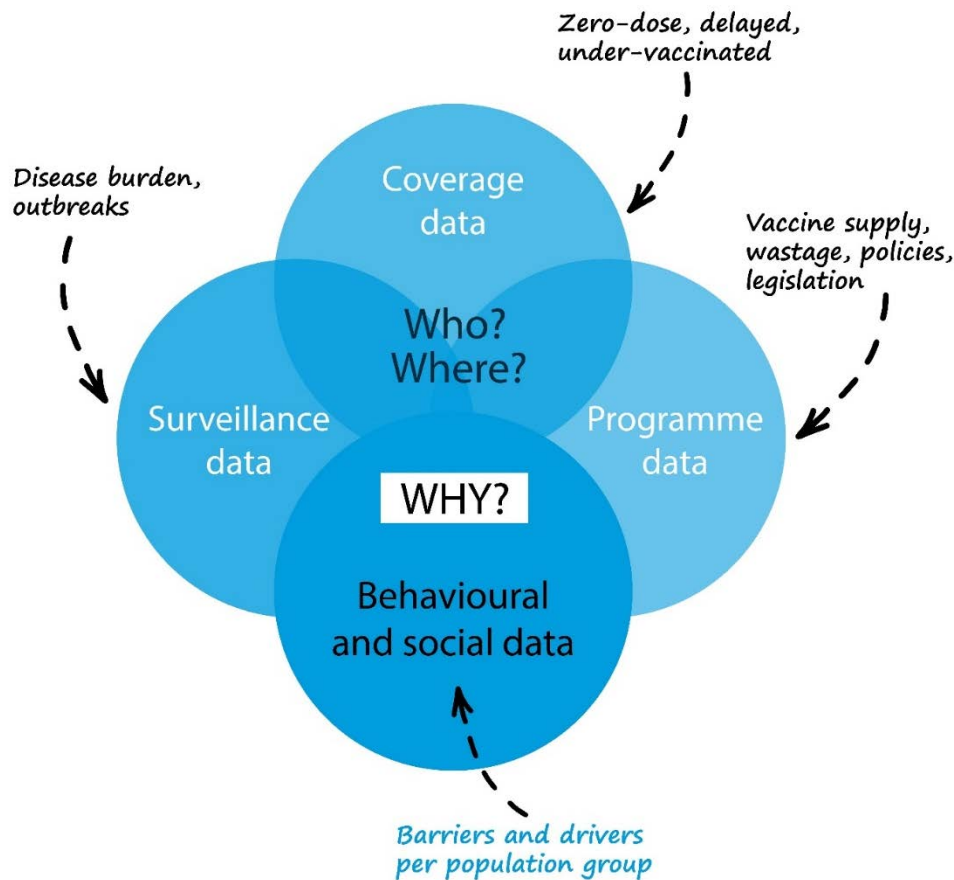 Zero-dose, delayed,
under-vaccinated
Disease burden,
outbreaks
Coverage
data
Vaccine supply,
wastage, policies,
legislation
Who?
Where?
Surveillance
data
Programme
data
WHY?
Behavioural
and social data
Barriers and drivers
per population group